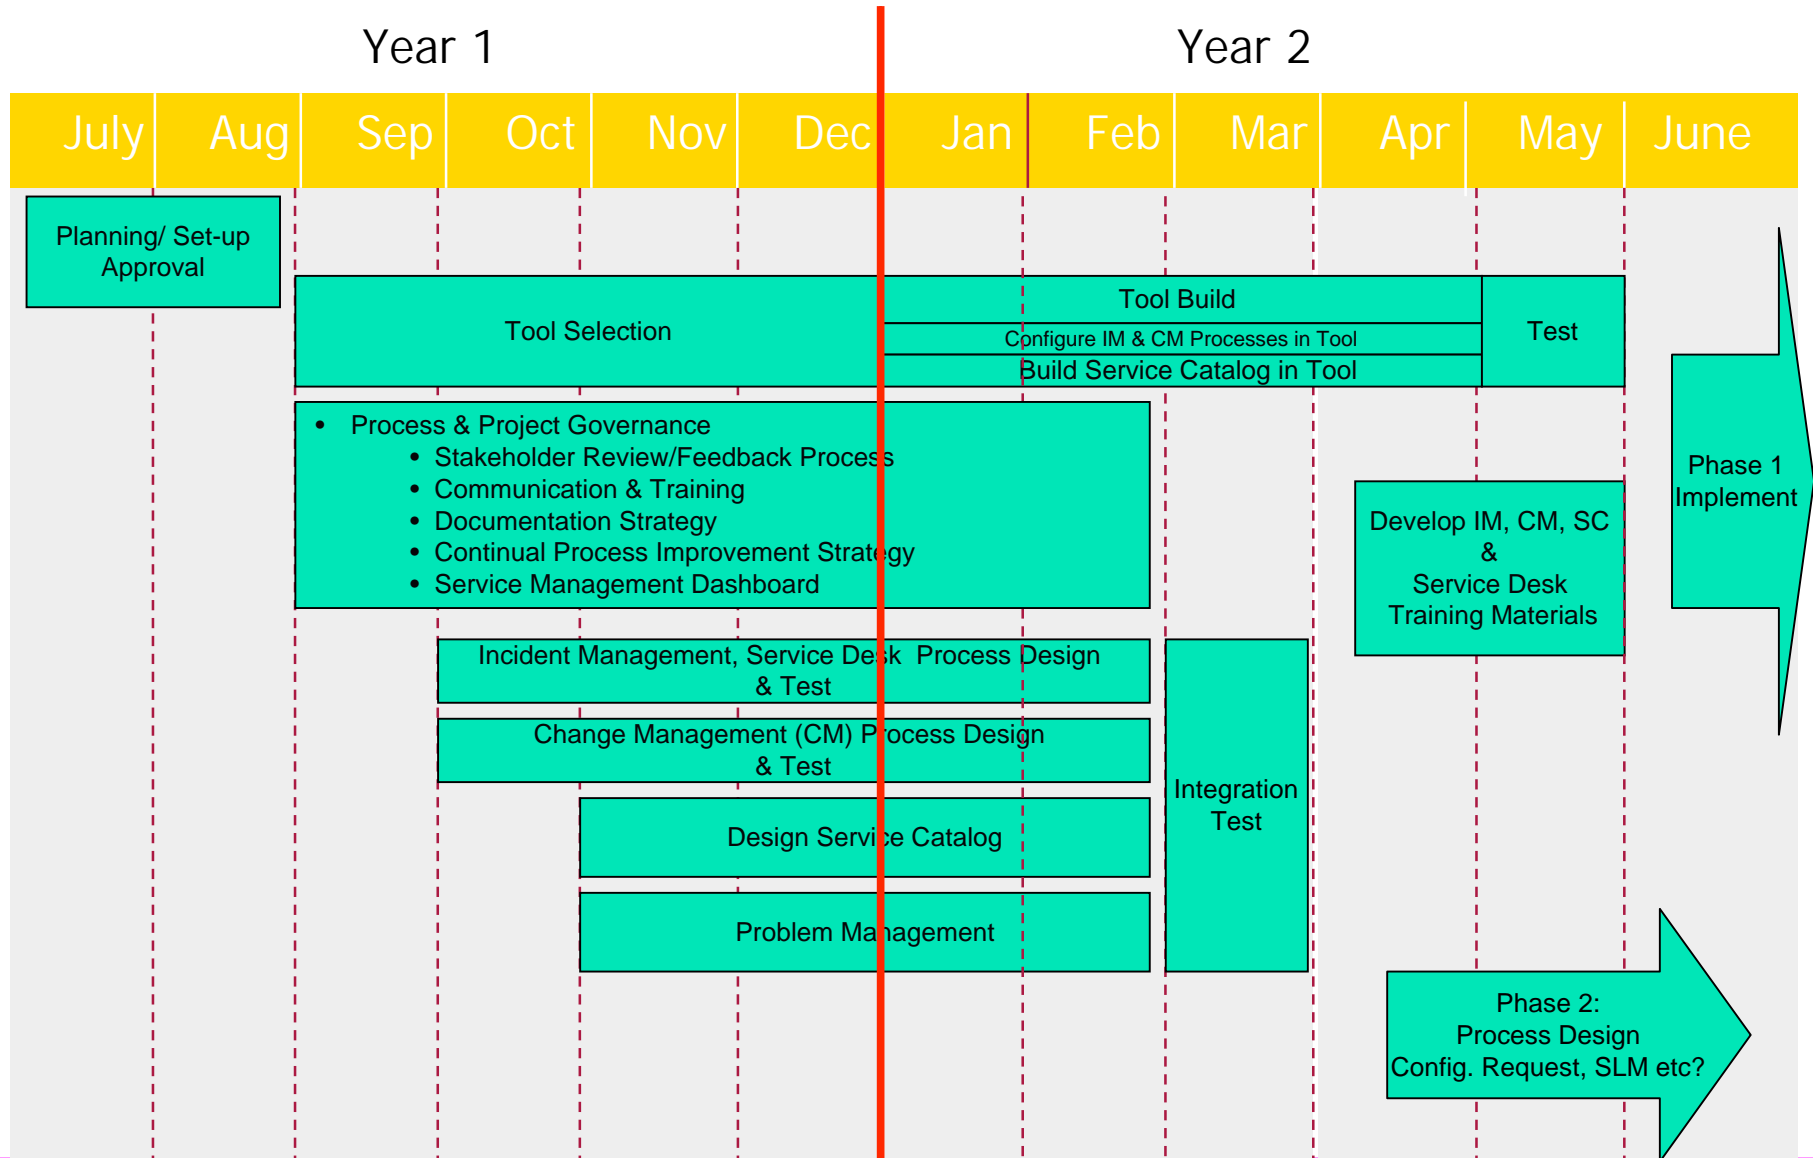 Year 1
Year 2
July
Aug
Sep
Oct
Nov
Dec
Jan
Feb
Mar
Apr
May
June
Planning/ Set-up
Approval
Tool Selection
Tool Build
Configure IM & CM Processes in Tool
Build Service Catalog in Tool
Test
• Process & Project Governance
• Stakeholder Review/Feedback Process
• Communication & Training
• Documentation Strategy
• Continual Process Improvement Strategy
• Service Management Dashboard
Phase 1
Implement
Develop IM, CM, SC
&
Service Desk
Training Materials
Incident Management, Service Desk  Process Design
& Test
Change Management (CM) Process Design
& Test
Integration
Test
Design Service Catalog
Problem Management
Phase 2:
Process Design
Config. Request, SLM etc?